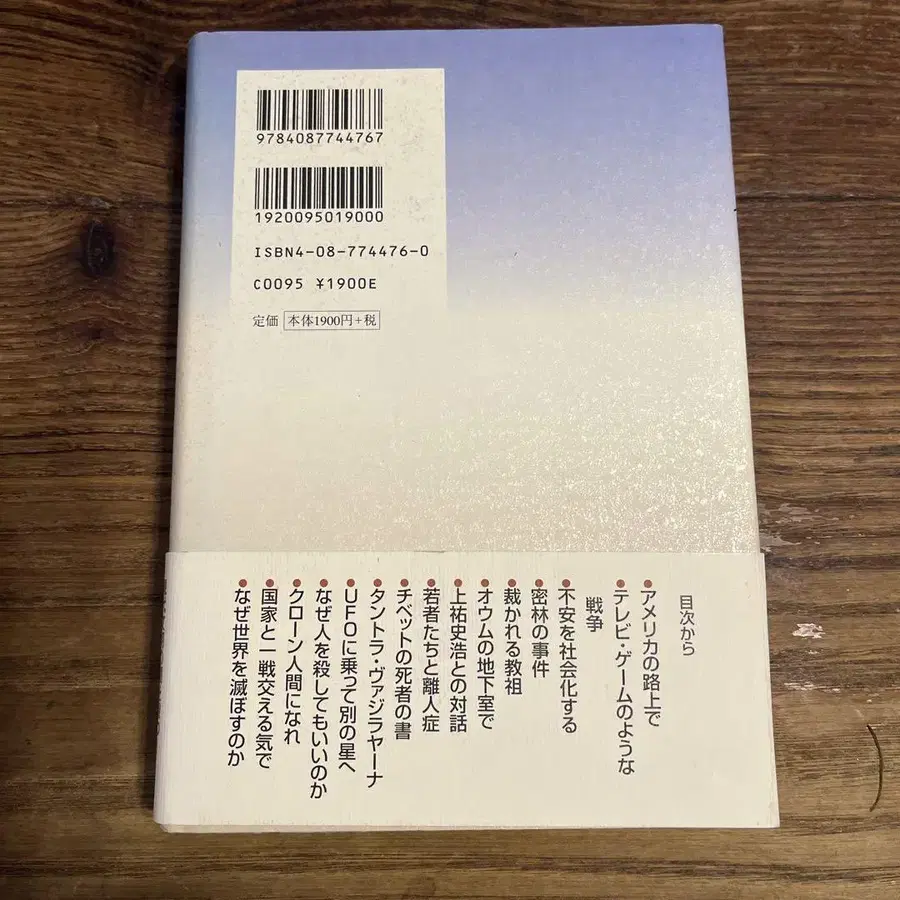 9784087744767
1920095019000
ISBN4-08-774476-0
C0095 ¥1900E
定価 本体1900円+税
目次から
●アメリカの路上で
●テレビ・ゲームのような
戦争
●不安を社会化する
●密林の事件
●裁かれる教祖
●オウムの地下室で
●上祐史浩との対話
●若者たちと離人症
●チベットの死者の書
●タントラ・ヴァジラヤーナ
●UFOに乗って別の星へ
●なぜ人を殺してもいいのか
●クローン人間になれ
●国家と一戦交える気で
●なぜ世界を滅ぼすのか